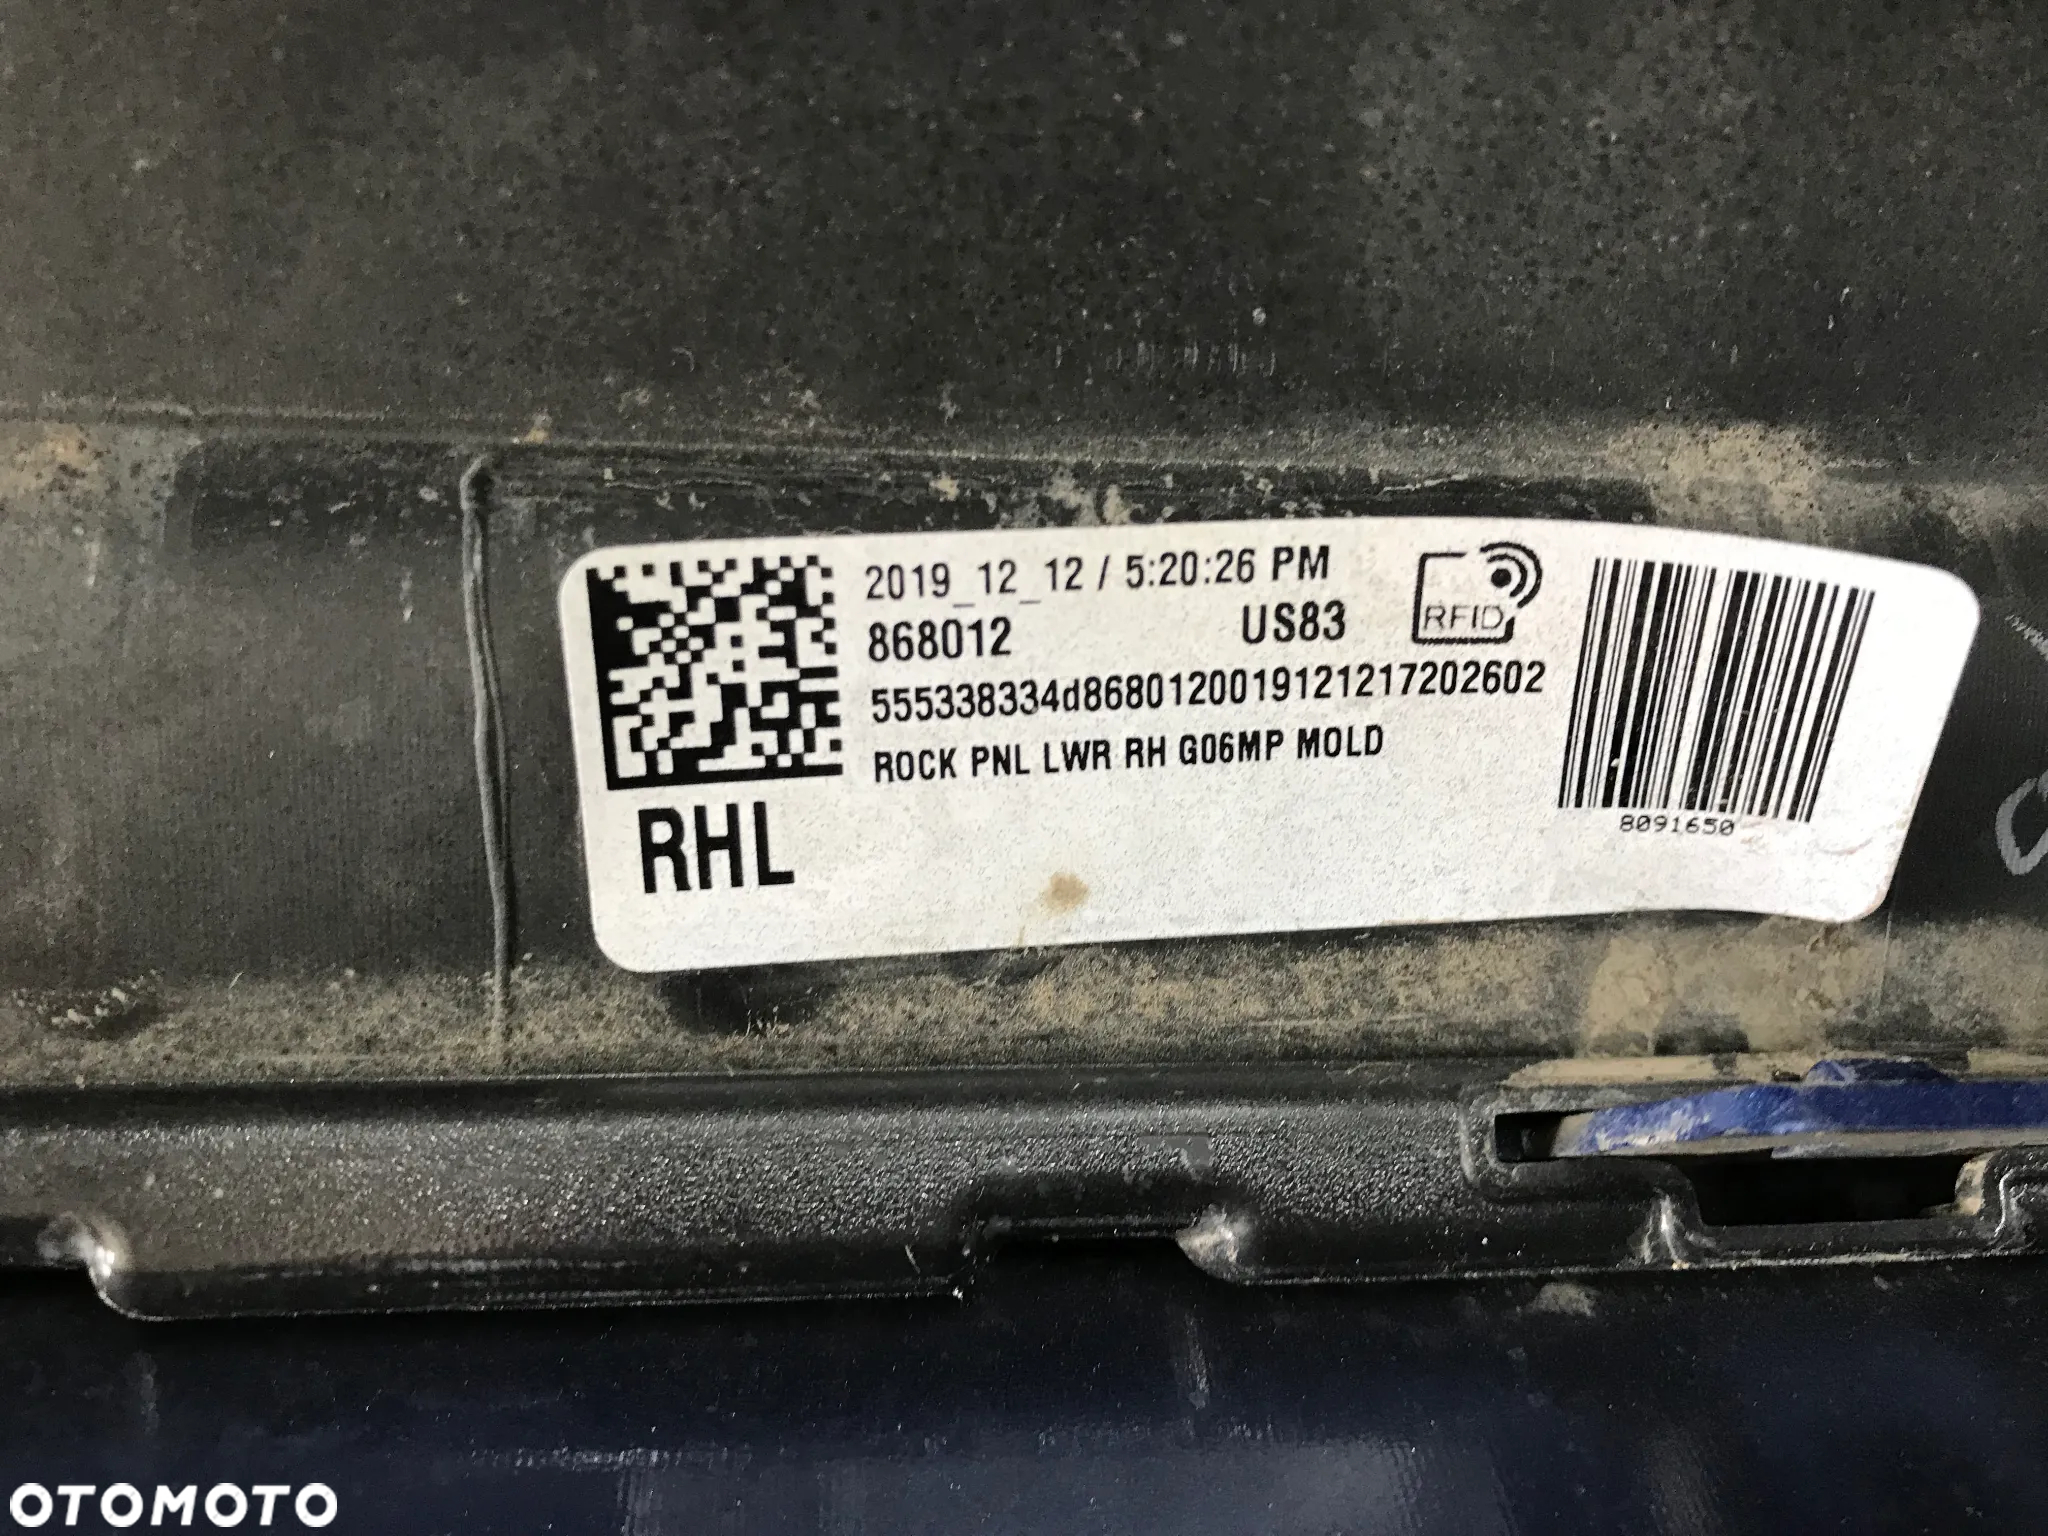 2019_12_12 / 5:20:26 PM
868012 US83
RFID
555338334d8680120019121217202602
ROCK PNL LWR RH G06MP MOLD
RHL
8091650
OTOMOTO